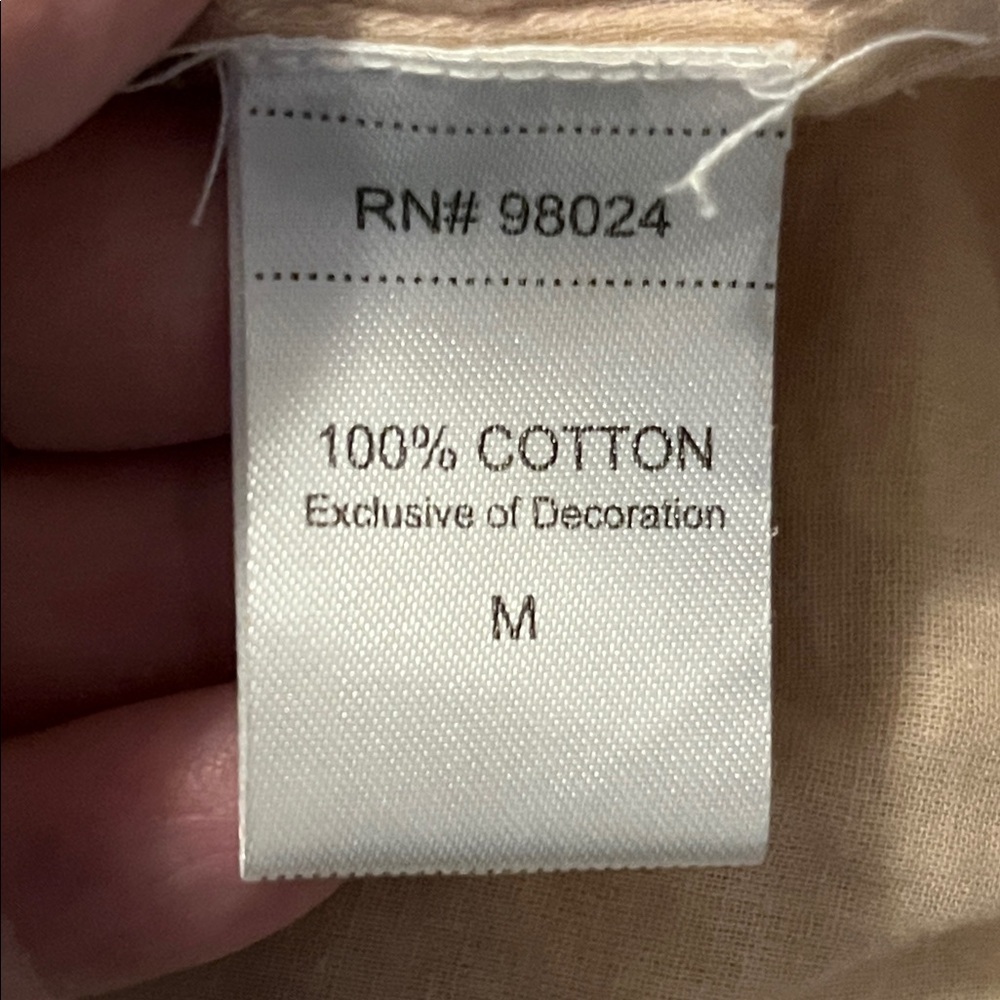 RN# 98024
100% COTTON
Exclusive of Decoration
M